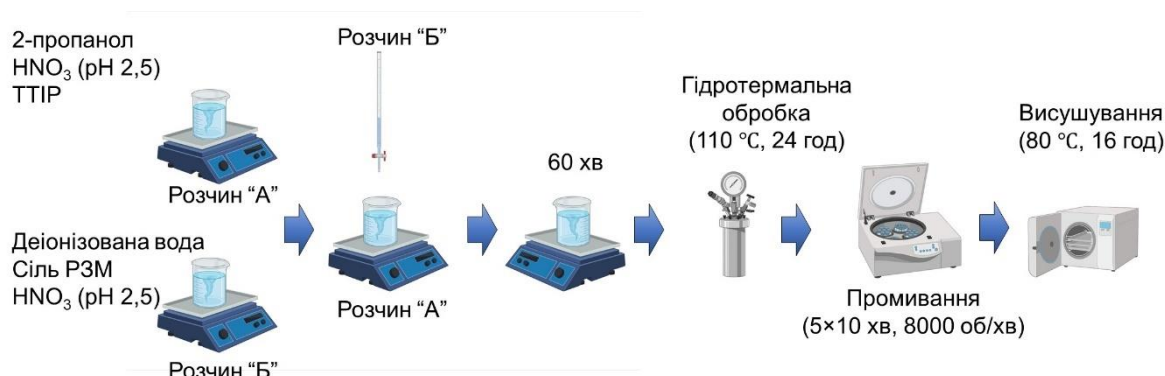 2-пропанол
HNO₃ (pH 2,5)
ТТІР
Розчин “А”
Деіонізована вода
Сіль РЗМ
HNO₃ (pH 2,5)
Розчин “Б”
Розчин “Б”
Розчин “А”
60 хв
Гідротермальна
обробка
(110 ℃, 24 год)
Промивання
(5×10 хв, 8000 об/хв)
Висушування
(80 ℃, 16 год)